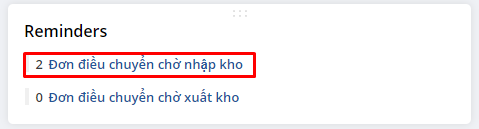 Reminders
2 Đơn điều chuyển chờ nhập kho
0 Đơn điều chuyển chờ xuất kho